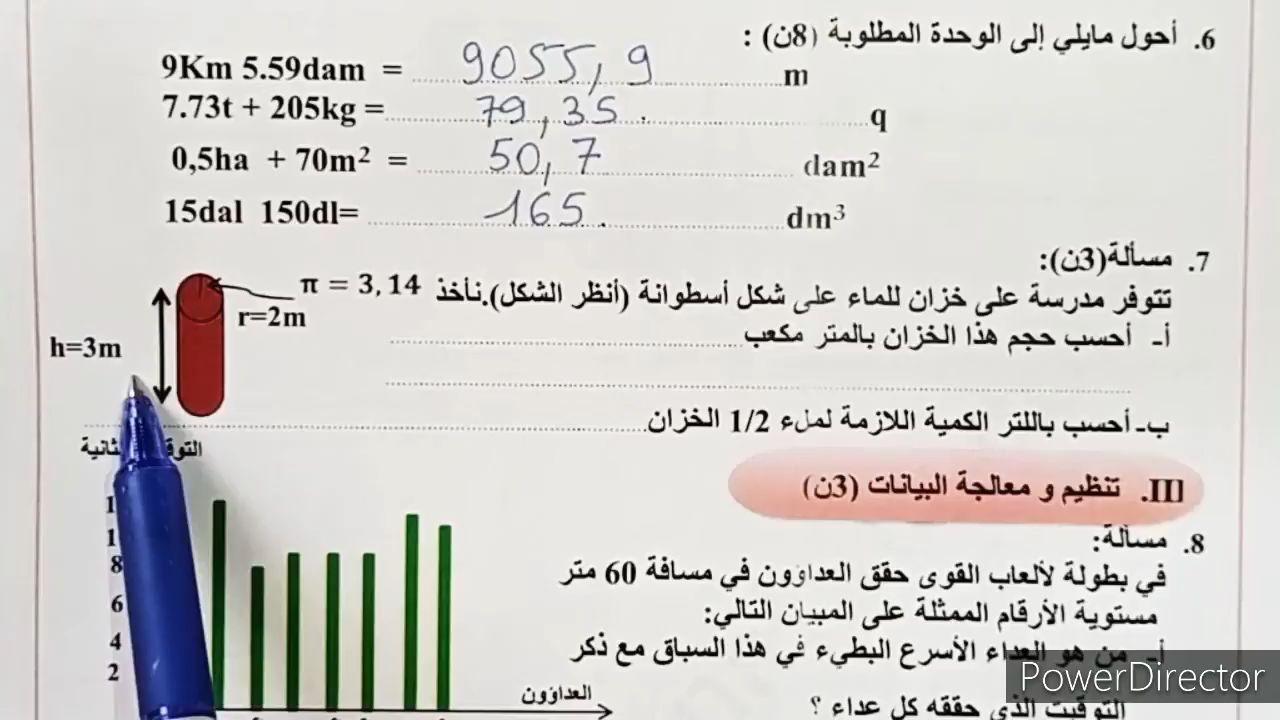 6. أحول مايلي إلى الوحدة المطلوبة (8ن) :
9Km 5.59dam = 9055,9 m
7.73t + 205kg = 79,35 q
0,5ha + 70m² = 50,7 dam²
15dal 150dl= 165 dm³
7. مسألة(3ن):
تتوفر مدرسة على خزان للماء على شكل أسطوانة (أنظر الشكل).نأخذ π = 3,14
r=2m
h=3m
أ- أحسب حجم هذا الخزان بالمتر مكعب
ب- أحسب باللتر الكمية اللازمة لملء 1/2 الخزان
III. تنظيم و معالجة البيانات (3ن)
8. مسألة:
في بطولة لألعاب القوى حقق العداؤون في مسافة 60 متر
مستوية الأرقام الممثلة على المبيان التالي:
أ- من هو العداء الأسرع البطيء في هذا السباق مع ذكر
التوقيت الذي حققه كل عداء ؟
8
6
4
2
العداؤون
PowerDirector